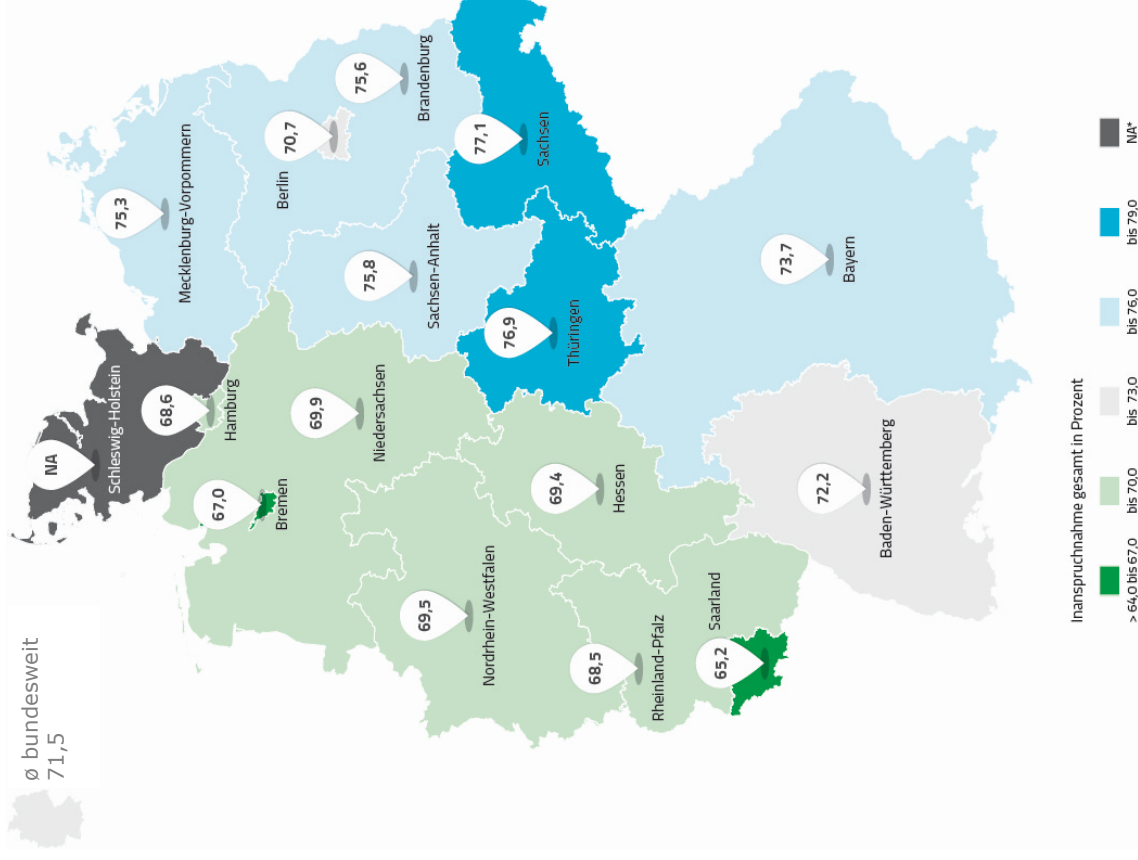 ø bundesweit
71,5
NA
Schleswig-Holstein
75,3
Mecklenburg-Vorpommern
68,6
Hamburg
67,0
Bremen
69,9
Niedersachsen
70,7
Berlin
75,6
Brandenburg
75,8
Sachsen-Anhalt
69,5
Nordrhein-Westfalen
69,4
Hessen
76,9
Thüringen
77,1
Sachsen
68,5
Rheinland-Pfalz
65,2
Saarland
72,2
Baden-Württemberg
73,7
Bayern
Inanspruchnahme gesamt in Prozent
> 64,0 bis 67,0
bis 70,0
bis 73,0
bis 76,0
bis 79,0
NA*